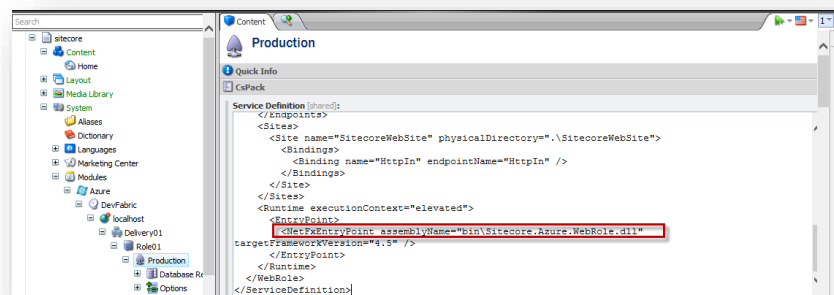 Search
sitecore
Content
Home
Layout
Media Library
System
Aliases
Dictionary
Languages
Marketing Center
Modules
Azure
DevFabric
localhost
Delivery01
Role01
Production
Database Re
Options
Content
1
Production
Quick Info
CsPack
Service Definition [shared]:
</Endpoints>
<Sites>
<Site name="SitecoreWebSite" physicalDirectory=".\SitecoreWebSite">
<Bindings>
<Binding name="HttpIn" endpointName="HttpIn" />
</Bindings>
</Site>
</Sites>
<Runtime executionContext="elevated">
<EntryPoint>
<NetFxEntryPoint assemblyName="bin\Sitecore.Azure.WebRole.dll"
targetFrameworkVersion="4.5" />
</EntryPoint>
</Runtime>
</WebRole>
</ServiceDefinition>